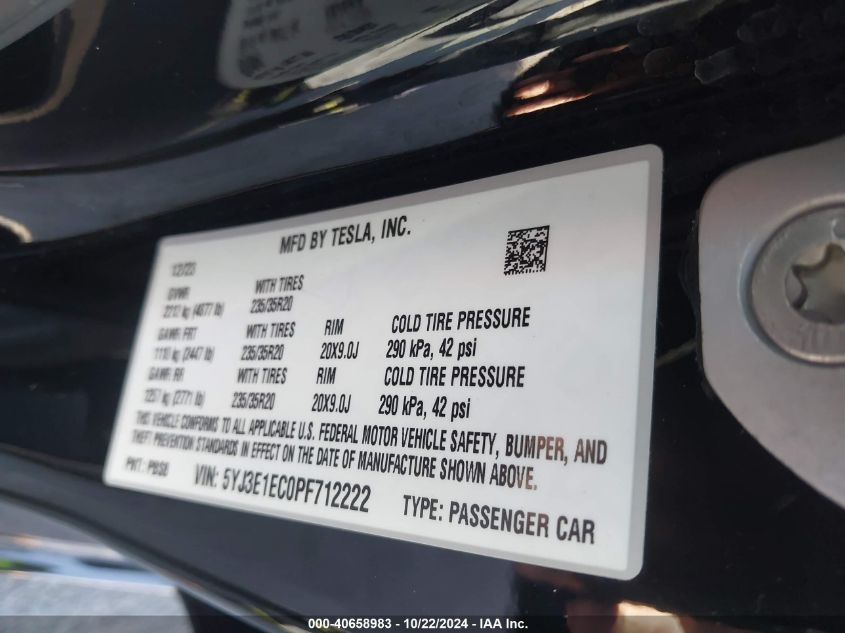 MFD BY TESLA, INC.
12/23
GVWR WITH TIRES
2212 kg (4877 lb) 235/35R20
GAWR FRT WITH TIRES RIM COLD TIRE PRESSURE
1110 kg (2447 lb) 235/35R20 20X9.0J 290 kPa, 42 psi
GAWR RR WITH TIRES RIM COLD TIRE PRESSURE
1257 kg (2771 lb) 235/35R20 20X9.0J 290 kPa, 42 psi
THIS VEHICLE CONFORMS TO ALL APPLICABLE U.S. FEDERAL MOTOR VEHICLE SAFETY, BUMPER, AND
THEFT PREVENTION STANDARDS IN EFFECT ON THE DATE OF MANUFACTURE SHOWN ABOVE.
PNT: PBSB VIN: 5YJ3E1EC0PF712222 TYPE: PASSENGER CAR
000-40658983 - 10/22/2024 - IAA Inc.